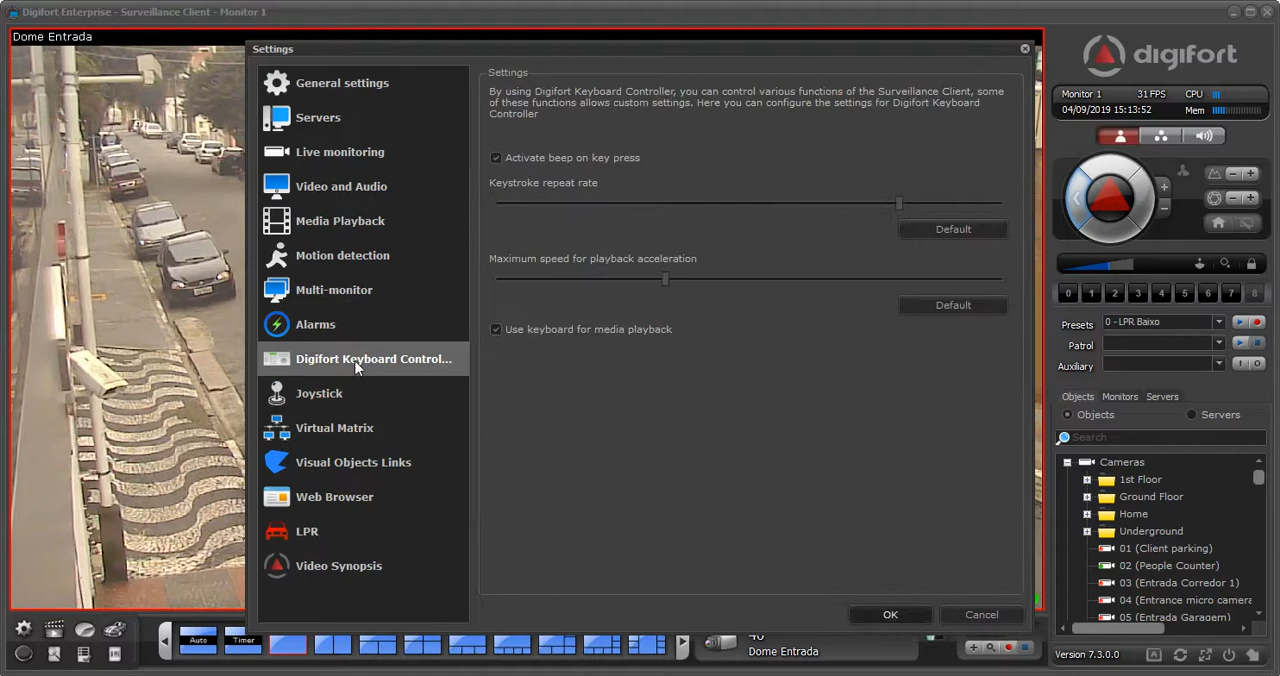 Digifort Enterprise - Surveillance Client - Monitor 1
Dome Entrada
Settings
General settings
Servers
Live monitoring
Video and Audio
Media Playback
Motion detection
Multi-monitor
Alarms
Digifort Keyboard Control...
Joystick
Virtual Matrix
Visual Objects Links
Web Browser
LPR
Video Synopsis
Settings
By using Digifort Keyboard Controller, you can control various functions of the Surveillance Client, some
of these functions allows custom settings. Here you can configure the settings for Digifort Keyboard
Controller
Activate beep on key press
Keystroke repeat rate
Default
Maximum speed for playback acceleration
Default
Use keyboard for media playback
OK
Cancel
Auto
Timer
Dome Entrada
digifort
Monitor 1 31 FPS CPU
04/09/2019 15:13:52 Mem
0 1 2 3 4 5 6 7 8
Presets 0 - LPR Baixo
Patrol
Auxiliary I O
Objects Monitors Servers
Objects Servers
Search
Cameras
1st Floor
Ground Floor
Home
Underground
01 (Client parking)
02 (People Counter)
03 (Entrada Corredor 1)
04 (Entrance micro camera
05 (Entrada Garagem)
Version 7.3.0.0
A